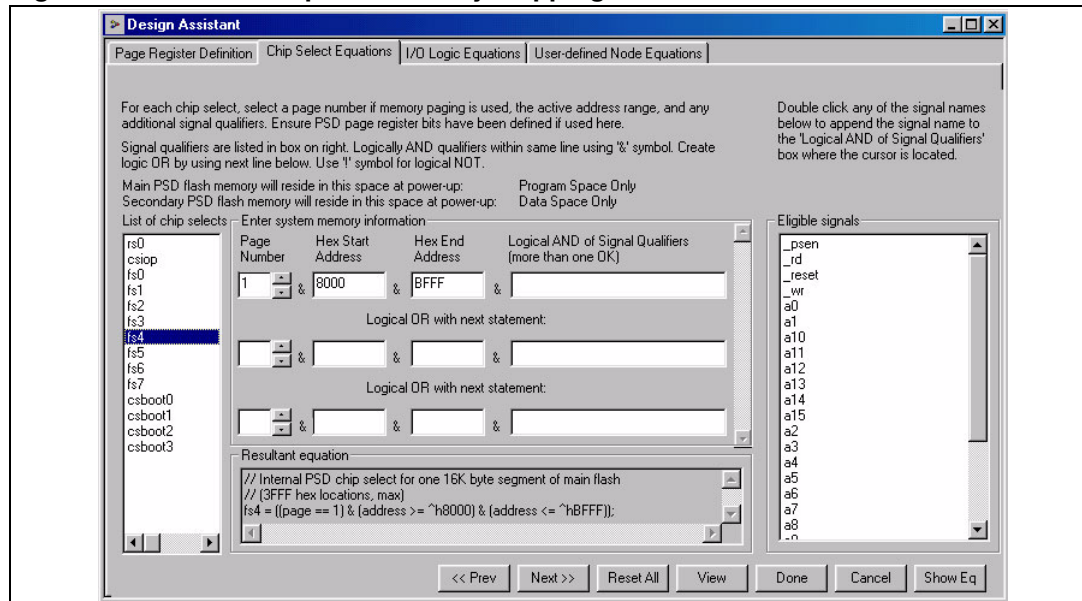 Design Assistant
Page Register Definition Chip Select Equations I/O Logic Equations User-defined Node Equations
For each chip select, select a page number if memory paging is used, the active address range, and any
additional signal qualifiers. Ensure PSD page register bits have been defined if used here.
Signal qualifiers are listed in box on right. Logically AND qualifiers within same line using '&' symbol. Create
logic OR by using next line below. Use '!' symbol for logical NOT.
Main PSD flash memory will reside in this space at power-up: Program Space Only
Secondary PSD flash memory will reside in this space at power-up: Data Space Only
Double click any of the signal names
below to append the signal name to
the 'Logical AND of Signal Qualifiers'
box where the cursor is located.
List of chip selects
rs0
csiop
fs0
fs1
fs2
fs3
fs4
fs5
fs6
fs7
csboot0
csboot1
csboot2
csboot3
Enter system memory information
Page Number
Hex Start Address
Hex End Address
Logical AND of Signal Qualifiers
(more than one OK)
1 & 8000 & BFFF &
Logical OR with next statement:
& & &
Logical OR with next statement:
& & &
Resultant equation
// Internal PSD chip select for one 16K byte segment of main flash
// (3FFF hex locations, max)
fs4 = ((page == 1) & (address >= ^h8000) & (address <= ^hBFFF));
Eligible signals
_psen
_rd
_reset
_wr
a0
a1
a10
a11
a12
a13
a14
a15
a2
a3
a4
a5
a6
a7
a8
<< Prev Next >> Reset All View Done Cancel Show Eq